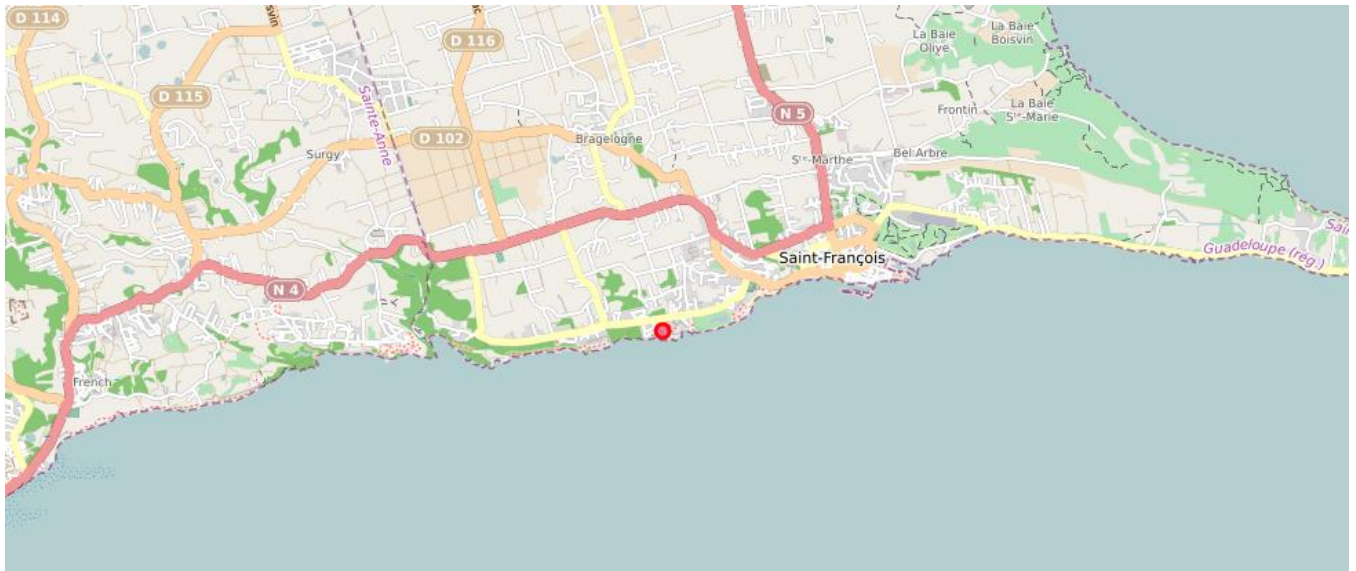 D 114
svin
D 116
La Baie
Boisvin
La Baie
Olive
D 115
Sainte-Anne
N 5
Frontin
La Baie
Sᵗᵉ-Marie
Surgy
D 102
Bragelogne
Sᵗᵉ-Marthe
Bel Arbre
Saint-François
Guadeloupe (rég.)
N 4
French